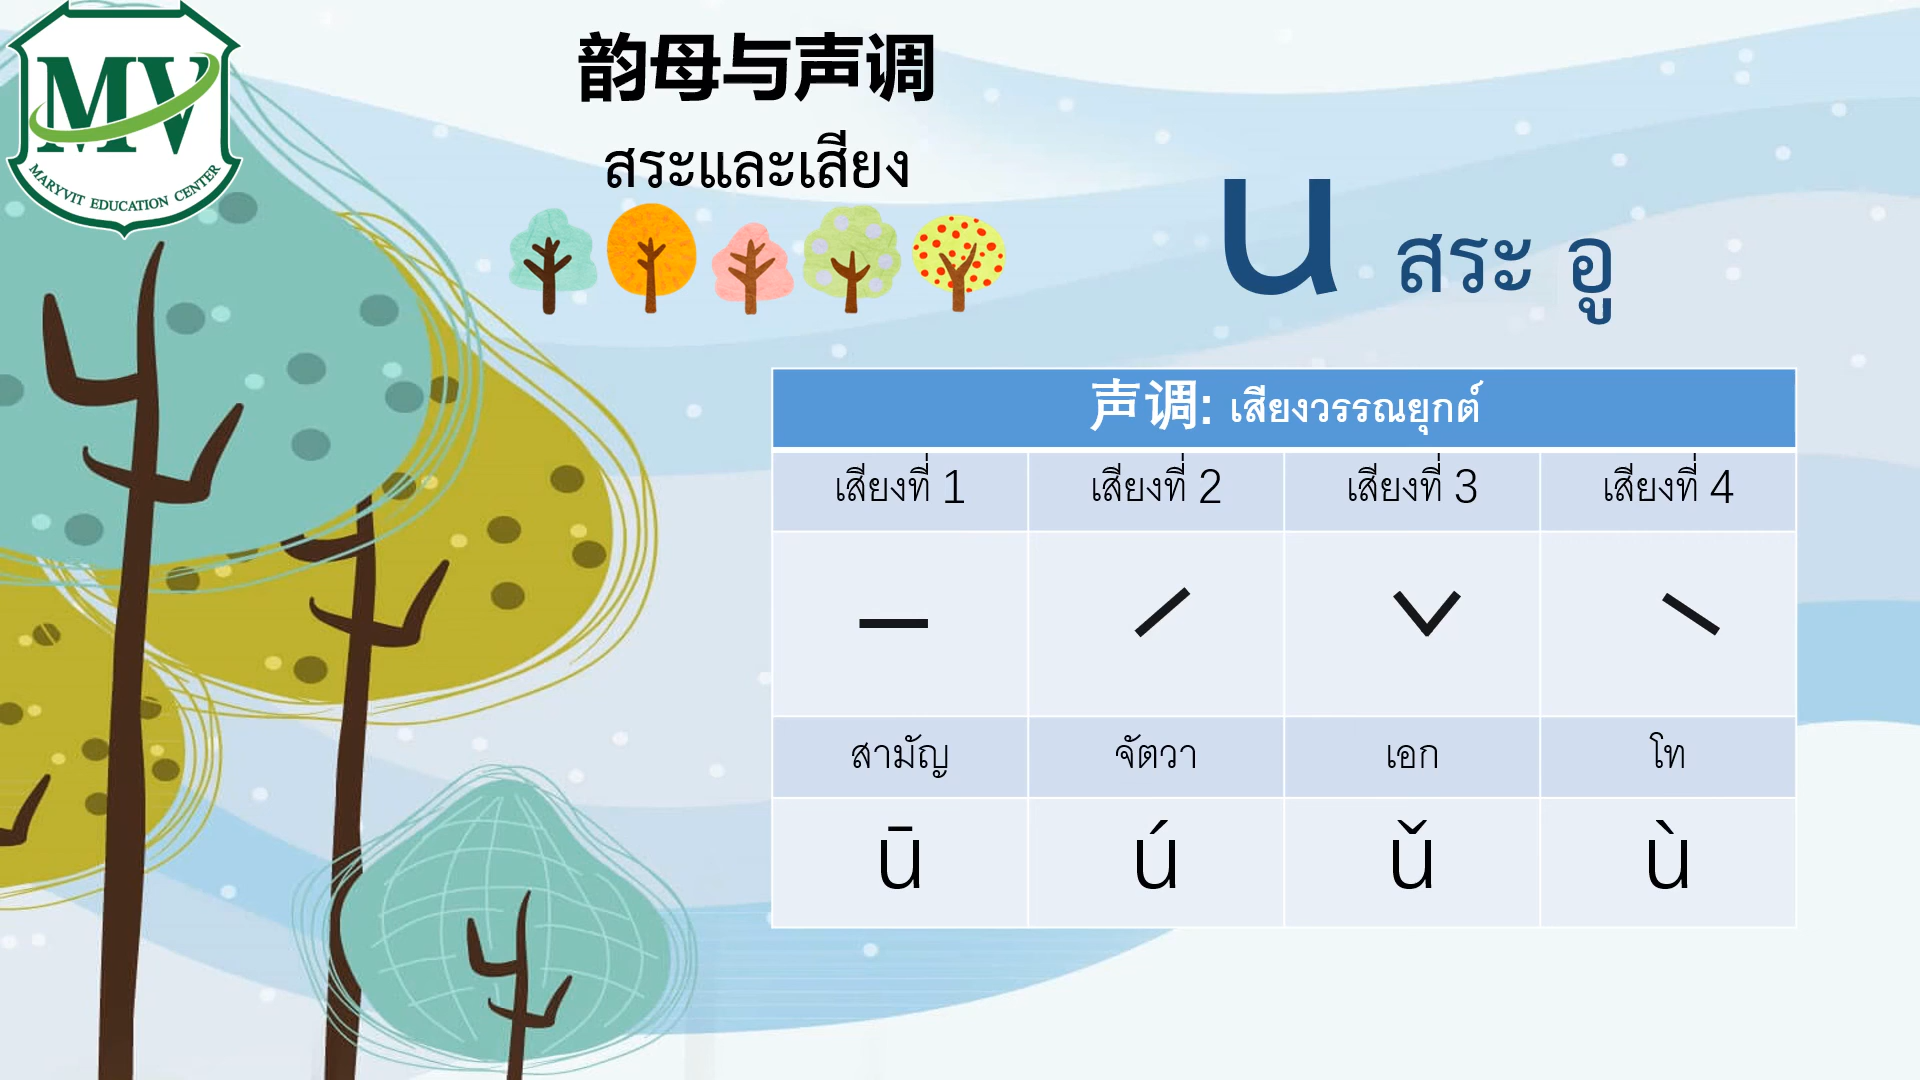 MV
MARYVIT EDUCATION CENTER
韵母与声调
สระและเสียง
u สระ อู
声调: เสียงวรรณยุกต์
เสียงที่ 1 เสียงที่ 2 เสียงที่ 3 เสียงที่ 4
ˉ ˊ ˇ ˋ
สามัญ จัตวา เอก โท
ū ú ǔ ù